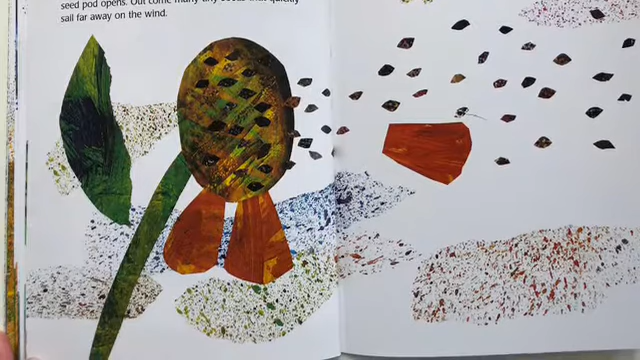 seed pod opens. Out come many tiny seeds that quickly
sail far away on the wind.